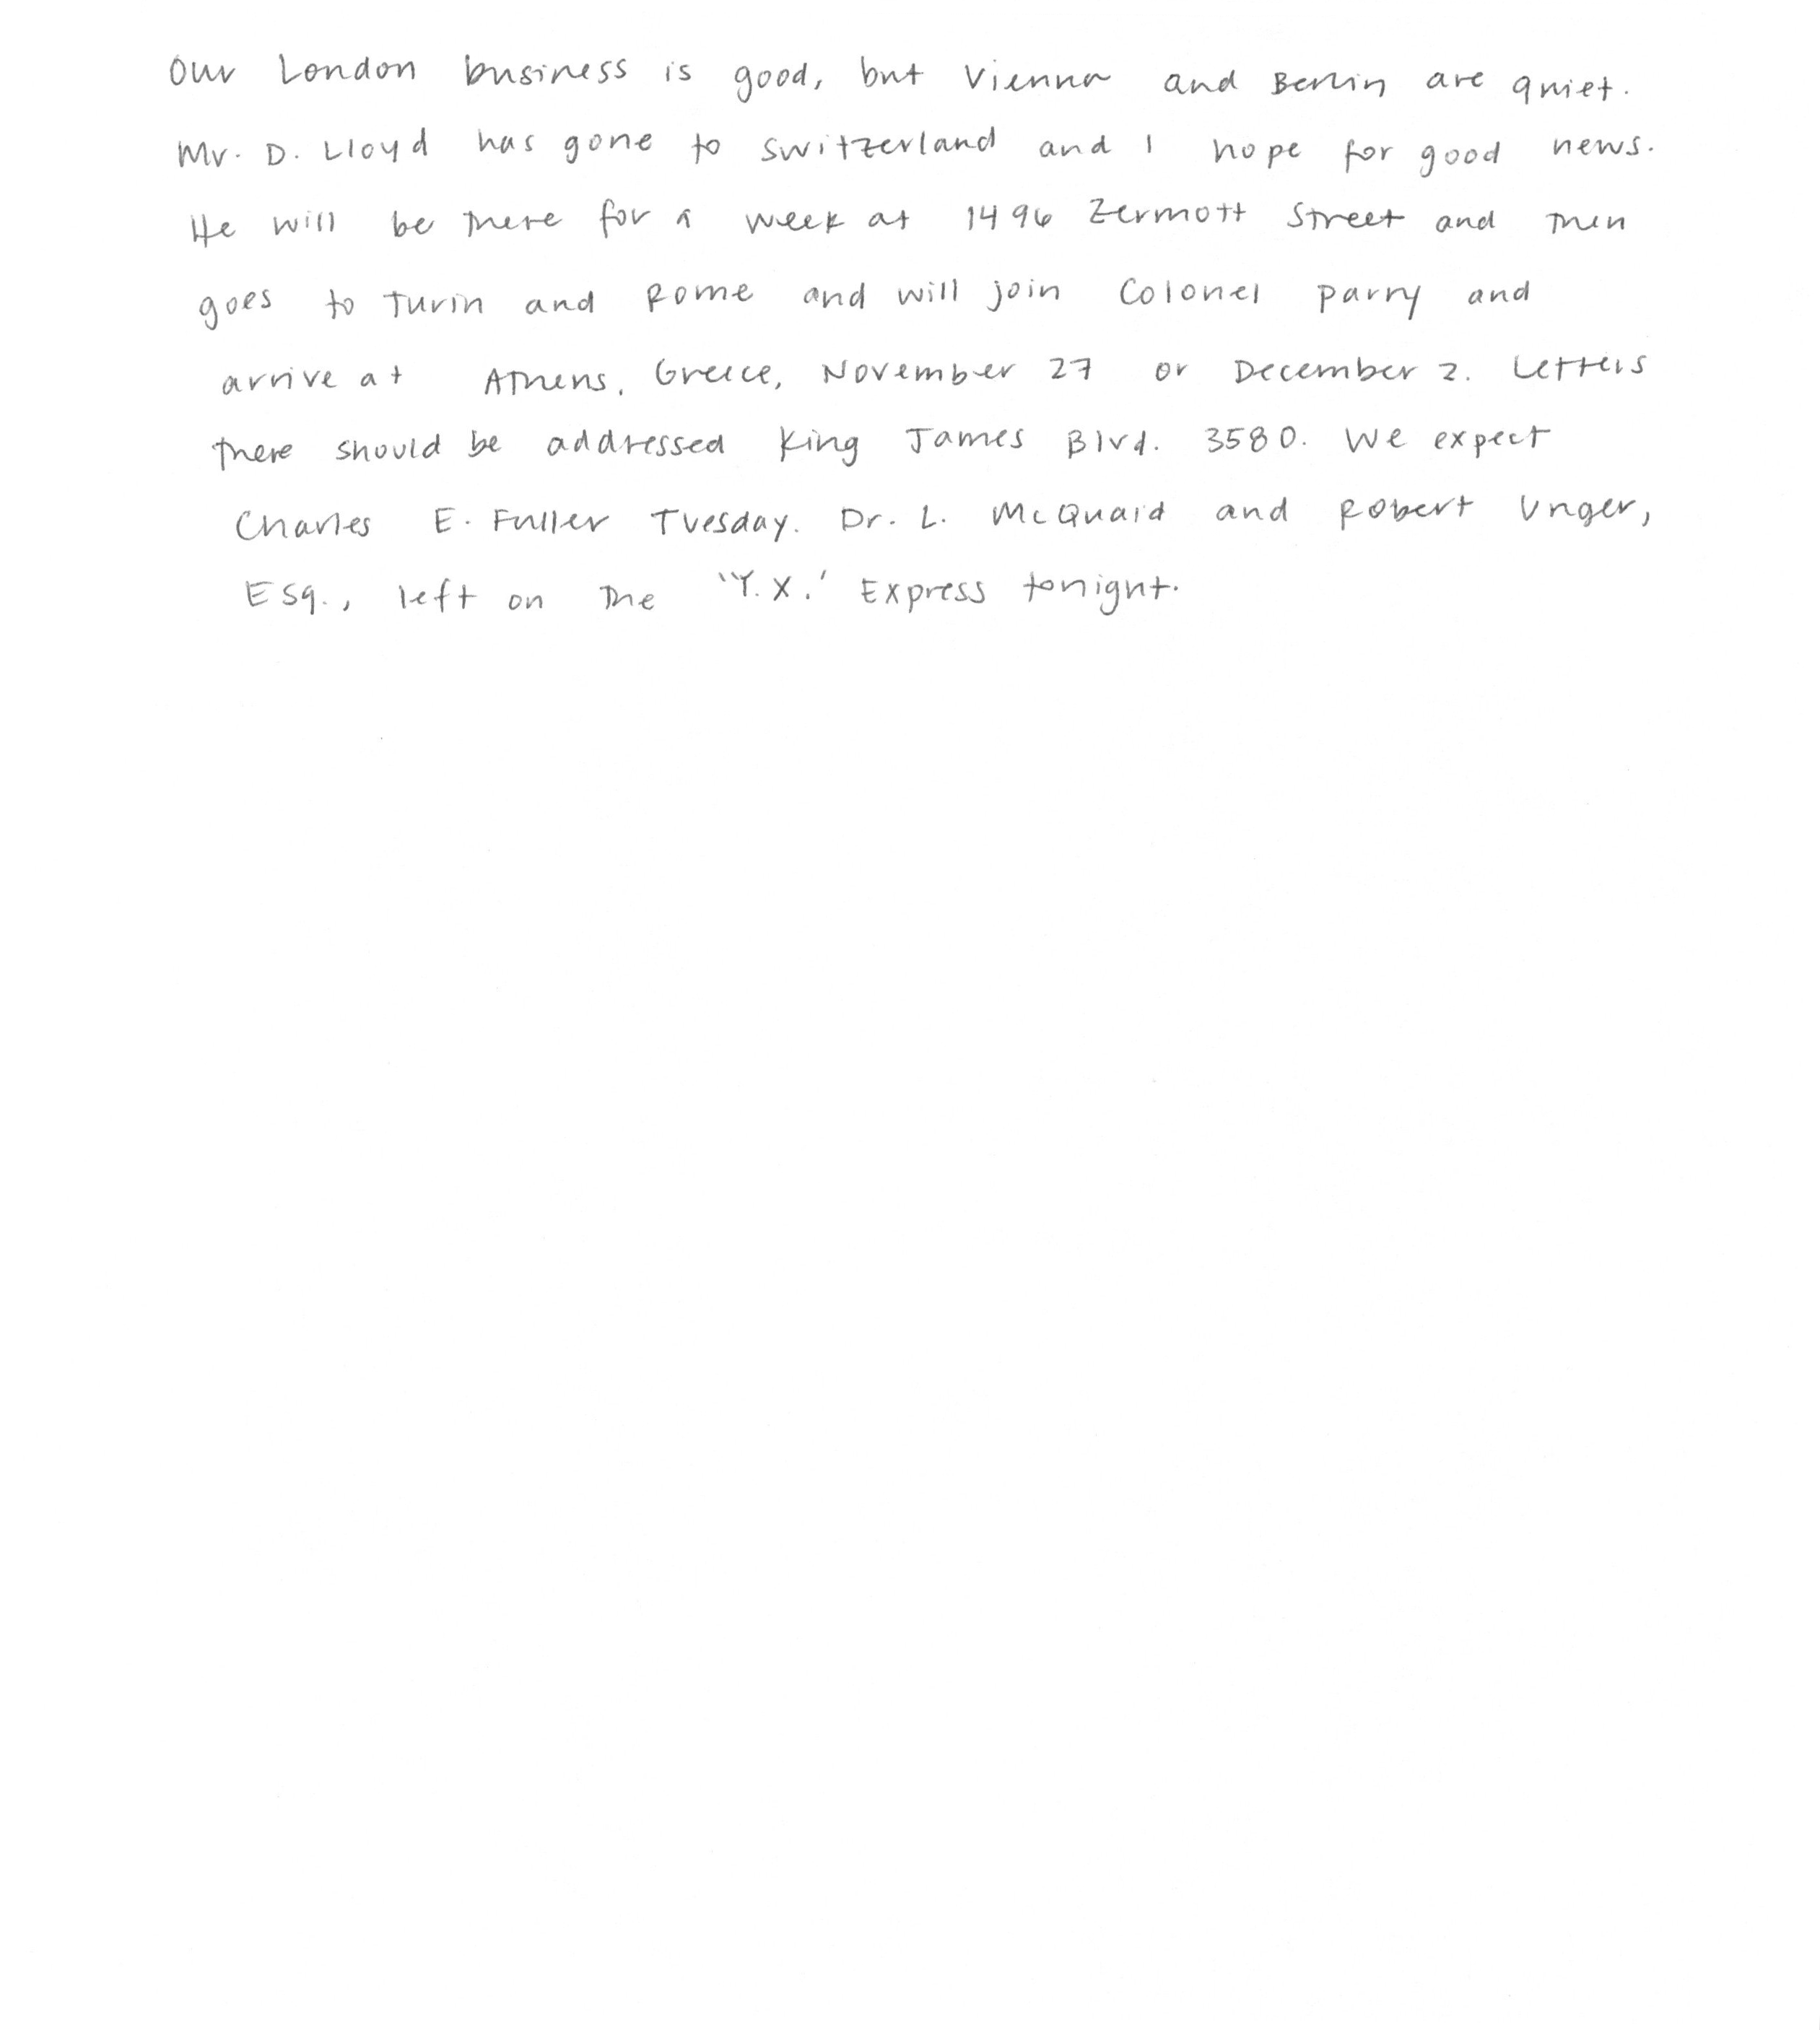 Our London business is good, but Vienna and Berlin are quiet.
Mr. D. Lloyd has gone to Switzerland and I hope for good news.
He will be there for a week at 1496 Zermott Street and then
goes to Turin and Rome and will join Colonel Parry and
arrive at Athens, Greece, November 27 or December 2. Letters
there should be addressed King James Blvd. 3580. We expect
Charles E. Fuller Tuesday. Dr. L. McQuaid and Robert Unger,
Esq., left on the "Y.X.' Express tonight.